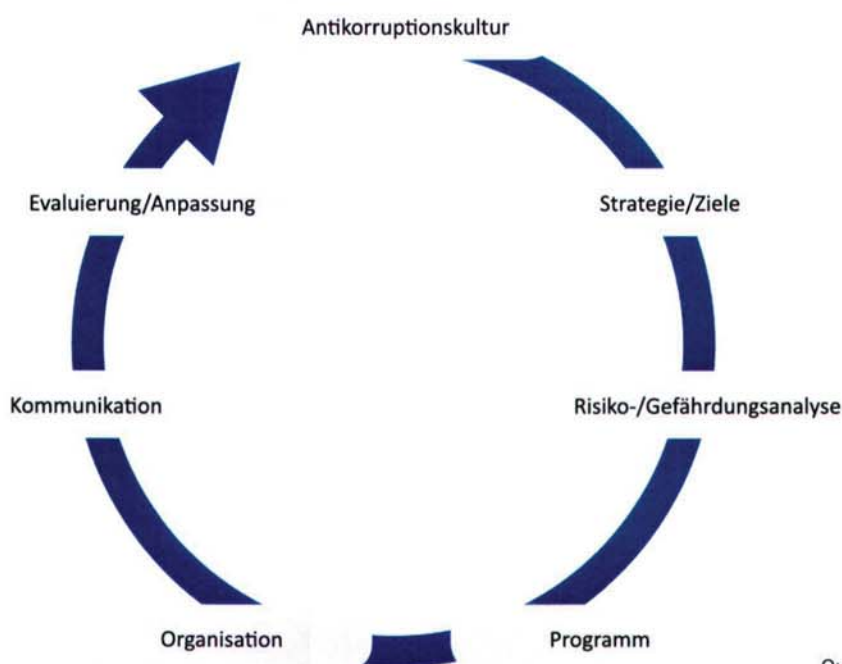 Antikorruptionskultur
Evaluierung/Anpassung
Strategie/Ziele
Kommunikation
Risiko-/Gefährdungsanalyse
Organisation
Programm